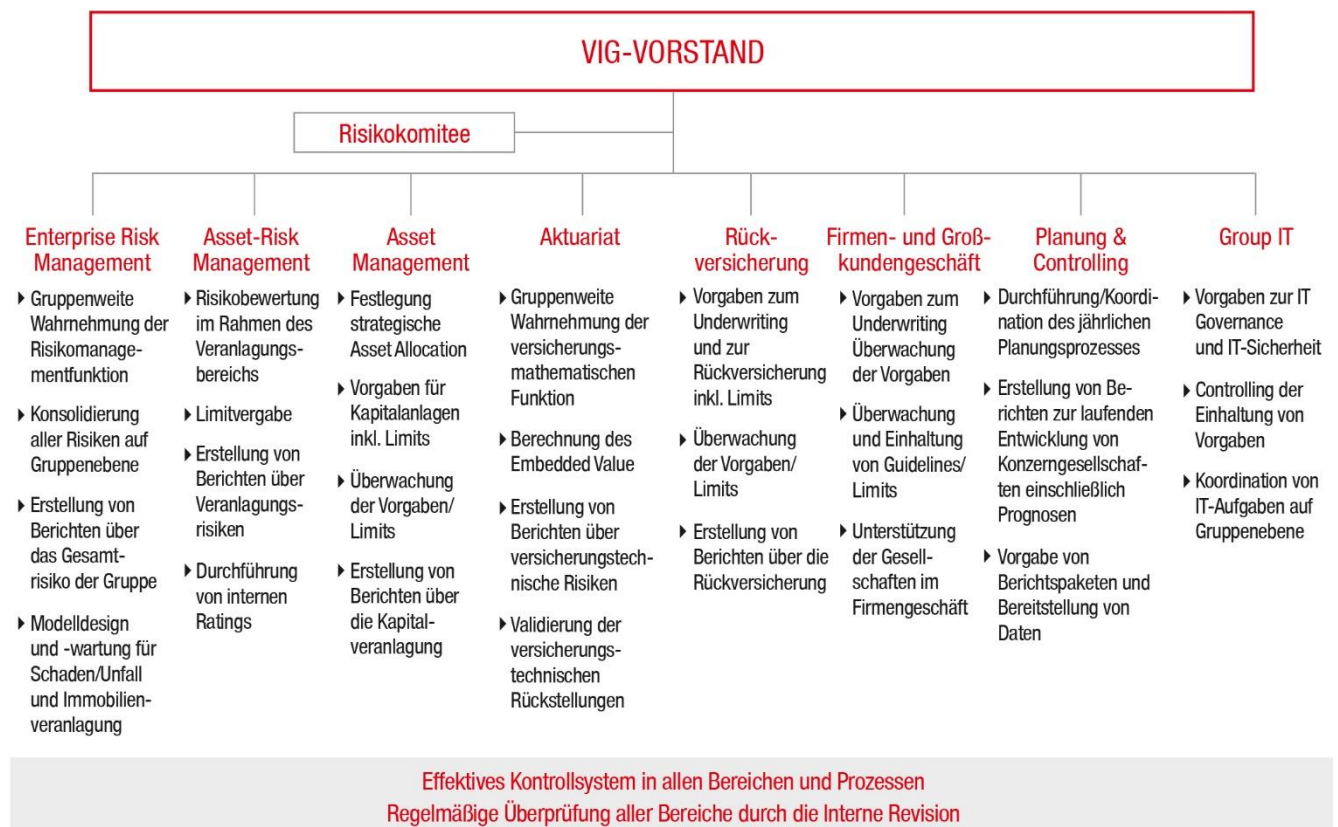 VIG-VORSTAND
Risikokomitee
Enterprise Risk
Management
▸ Gruppenweite
Wahrnehmung der
Risikomanage-
mentfunktion
▸ Konsolidierung
aller Risiken auf
Gruppenebene
▸ Erstellung von
Berichten über
das Gesamt-
risiko der Gruppe
▸ Modelldesign
und -wartung für
Schaden/Unfall
und Immobilien-
veranlagung
Asset-Risk
Management
▸ Risikobewertung
im Rahmen des
Veranlagungs-
bereichs
▸ Limitvergabe
▸ Erstellung von
Berichten über
Veranlagungs-
risiken
▸ Durchführung
von internen
Ratings
Asset
Management
▸ Festlegung
strategische
Asset Allocation
▸ Vorgaben für
Kapitalanlagen
inkl. Limits
▸ Überwachung
der Vorgaben/
Limits
▸ Erstellung von
Berichten über
die Kapital-
veranlagung
Aktuariat
▸ Gruppenweite
Wahrnehmung der
versicherungs-
mathematischen
Funktion
▸ Berechnung des
Embedded Value
▸ Erstellung von
Berichten über
versicherungstech-
nische Risiken
▸ Validierung der
versicherungs-
technischen
Rückstellungen
Rück-
versicherung
▸ Vorgaben zum
Underwriting
und zur
Rückversicherung
inkl. Limits
▸ Überwachung
der Vorgaben/
Limits
▸ Erstellung von
Berichten über die
Rückversicherung
Firmen- und Groß-
kundengeschäft
▸ Vorgaben zum
Underwriting
Überwachung
der Vorgaben
▸ Überwachung
und Einhaltung
von Guidelines/
Limits
▸ Unterstützung
der Gesell-
schaften im
Firmengeschäft
Planung &
Controlling
▸ Durchführung/Koordi-
nation des jährlichen
Planungsprozesses
▸ Erstellung von Be-
richten zur laufenden
Entwicklung von
Konzerngesellschaf-
ten einschließlich
Prognosen
▸ Vorgabe von
Berichtspaketen und
Bereitstellung von
Daten
Group IT
▸ Vorgaben zur IT
Governance
und IT-Sicherheit
▸ Controlling der
Einhaltung von
Vorgaben
▸ Koordination von
IT-Aufgaben auf
Gruppenebene
Effektives Kontrollsystem in allen Bereichen und Prozessen
Regelmäßige Überprüfung aller Bereiche durch die Interne Revision